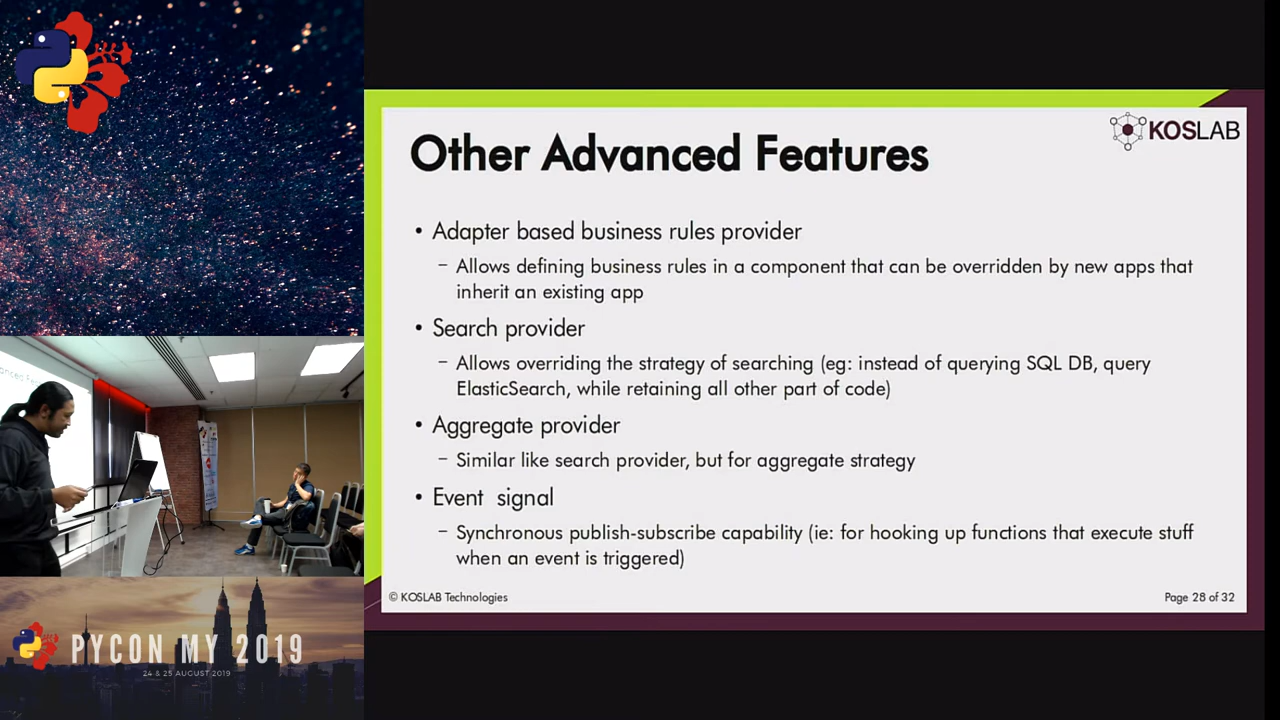 KOSLAB
Other Advanced Features
• Adapter based business rules provider
– Allows defining business rules in a component that can be overridden by new apps that
inherit an existing app
• Search provider
– Allows overriding the strategy of searching (eg: instead of querying SQL DB, query
ElasticSearch, while retaining all other part of code)
• Aggregate provider
– Similar like search provider, but for aggregate strategy
• Event signal
– Synchronous publish-subscribe capability (ie: for hooking up functions that execute stuff
when an event is triggered)
© KOSLAB Technologies
Page 28 of 32
PYCON MY 2019
24 & 25 AUGUST 2019